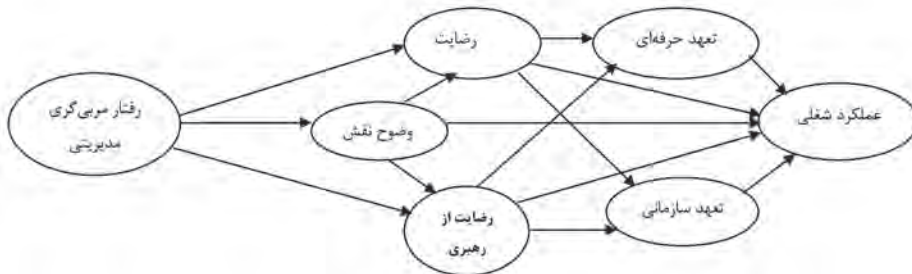 رفتار مربی‌گری
مدیریتی
رضایت
وضوح نقش
رضایت از
رهبری
تعهد حرفه‌ای
تعهد سازمانی
عملکرد شغلی